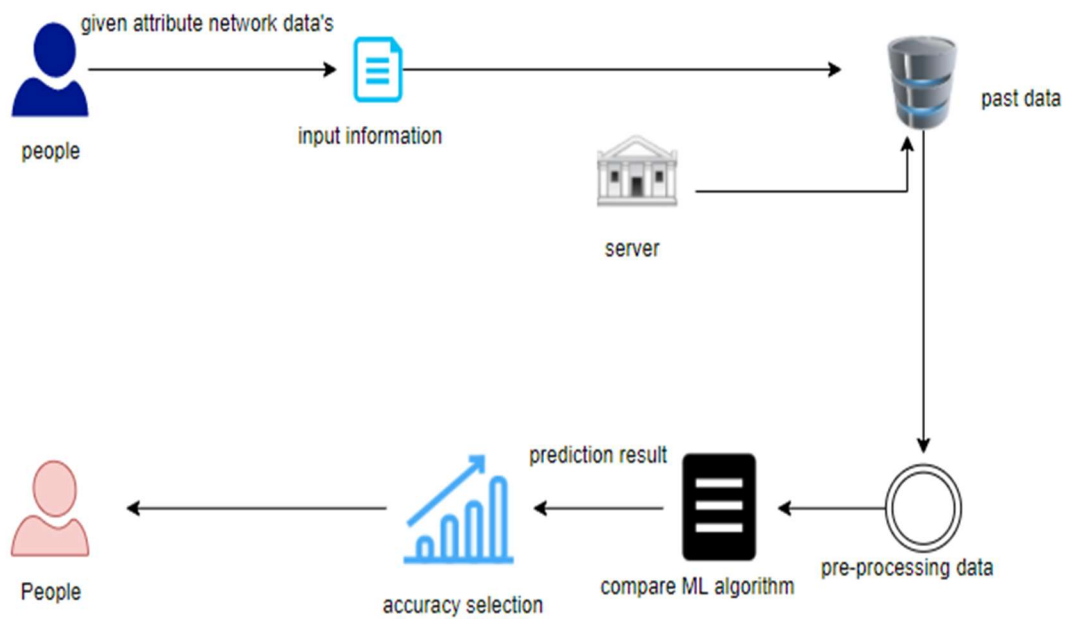 given attribute network data's
people
input information
past data
server
prediction result
People
accuracy selection
compare ML algorithm
pre-processing data